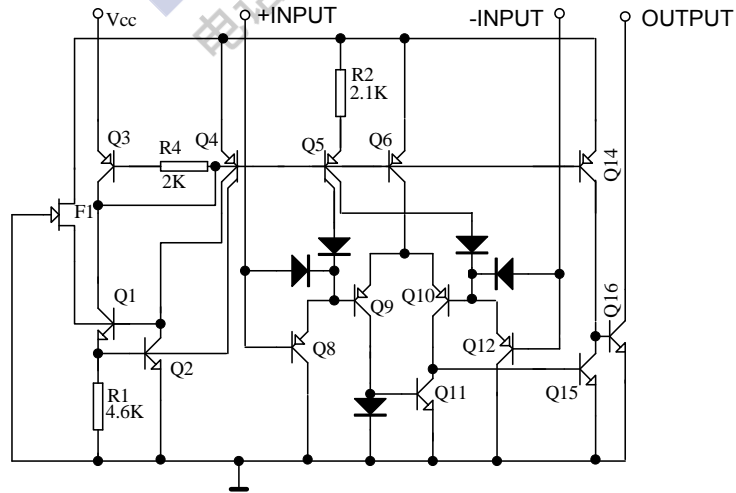 Vcc
+INPUT
-INPUT
OUTPUT
R2
2.1K
Q3
R4
2K
Q4
Q5
Q6
Q14
F1
Q1
Q2
Q8
Q9
Q10
Q12
Q16
R1
4.6K
Q11
Q15